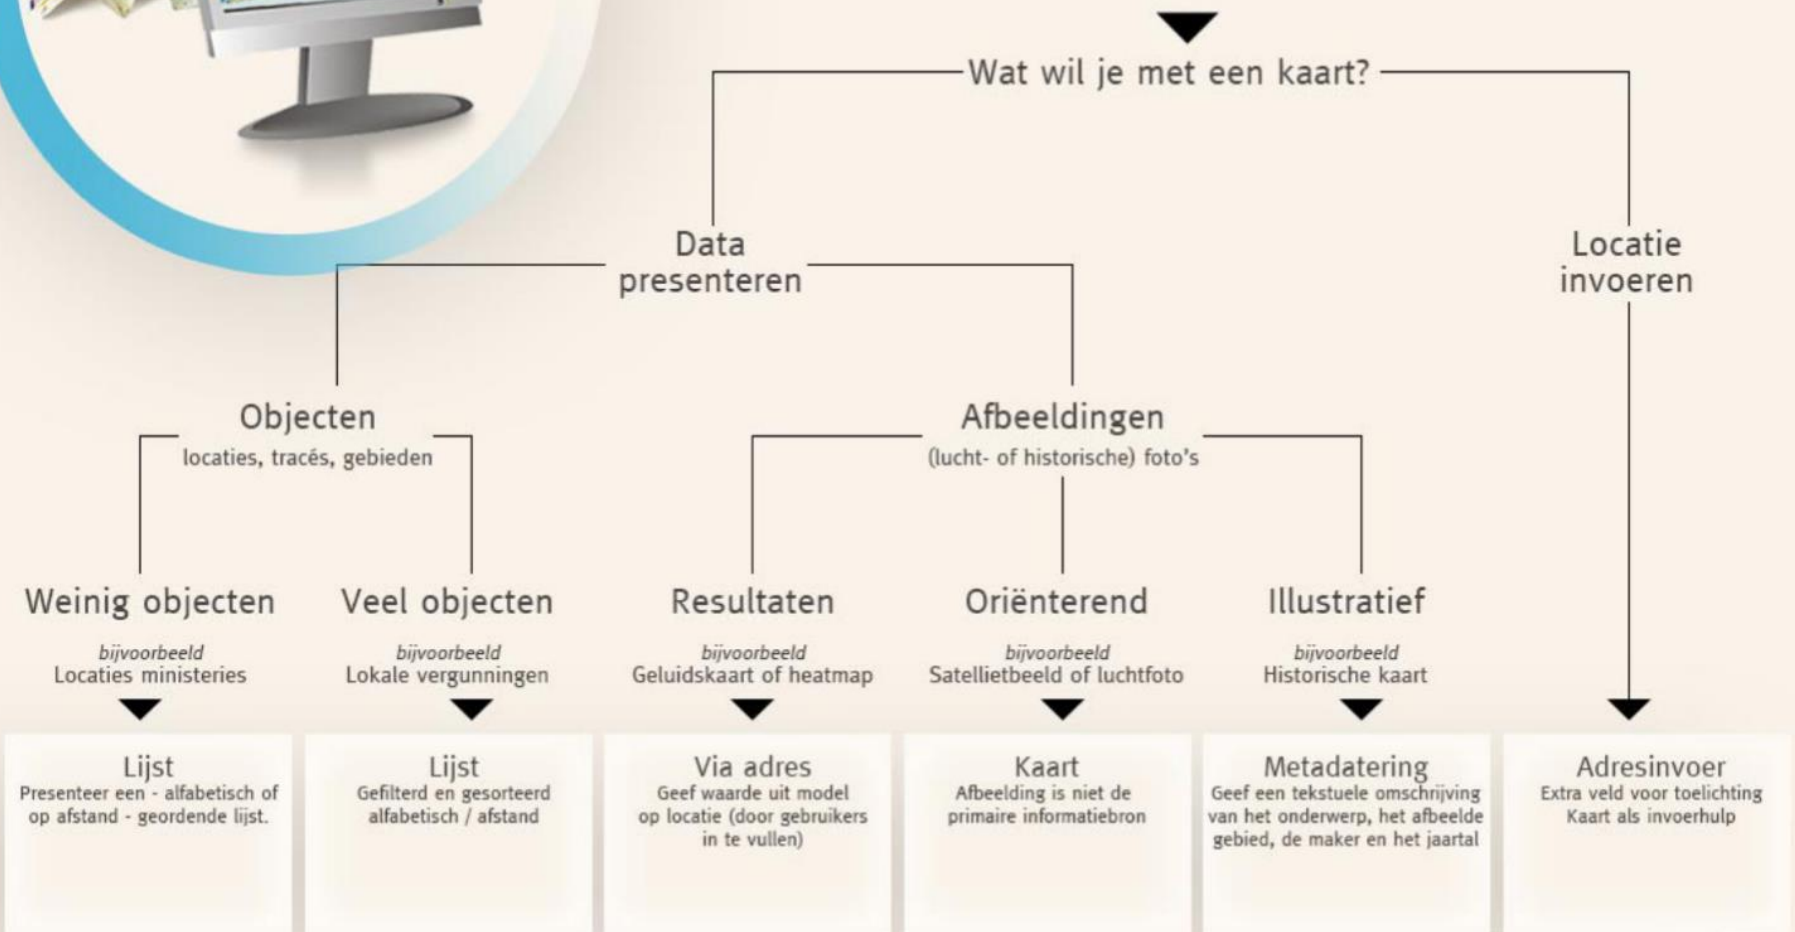 Wat wil je met een kaart?
Data
presenteren
Locatie
invoeren
Objecten
locaties, tracés, gebieden
Afbeeldingen
(lucht- of historische) foto's
Weinig objecten
bijvoorbeeld
Locaties ministeries
Veel objecten
bijvoorbeeld
Lokale vergunningen
Resultaten
bijvoorbeeld
Geluidskaart of heatmap
Oriënterend
bijvoorbeeld
Satellietbeeld of luchtfoto
Illustratief
bijvoorbeeld
Historische kaart
Lijst
Presenteer een - alfabetisch of
op afstand - geordende lijst.
Lijst
Gefilterd en gesorteerd
alfabetisch / afstand
Via adres
Geef waarde uit model
op locatie (door gebruikers
in te vullen)
Kaart
Afbeelding is niet de
primaire informatiebron
Metadatering
Geef een tekstuele omschrijving
van het onderwerp, het afbeelde
gebied, de maker en het jaartal
Adresinvoer
Extra veld voor toelichting
Kaart als invoerhulp